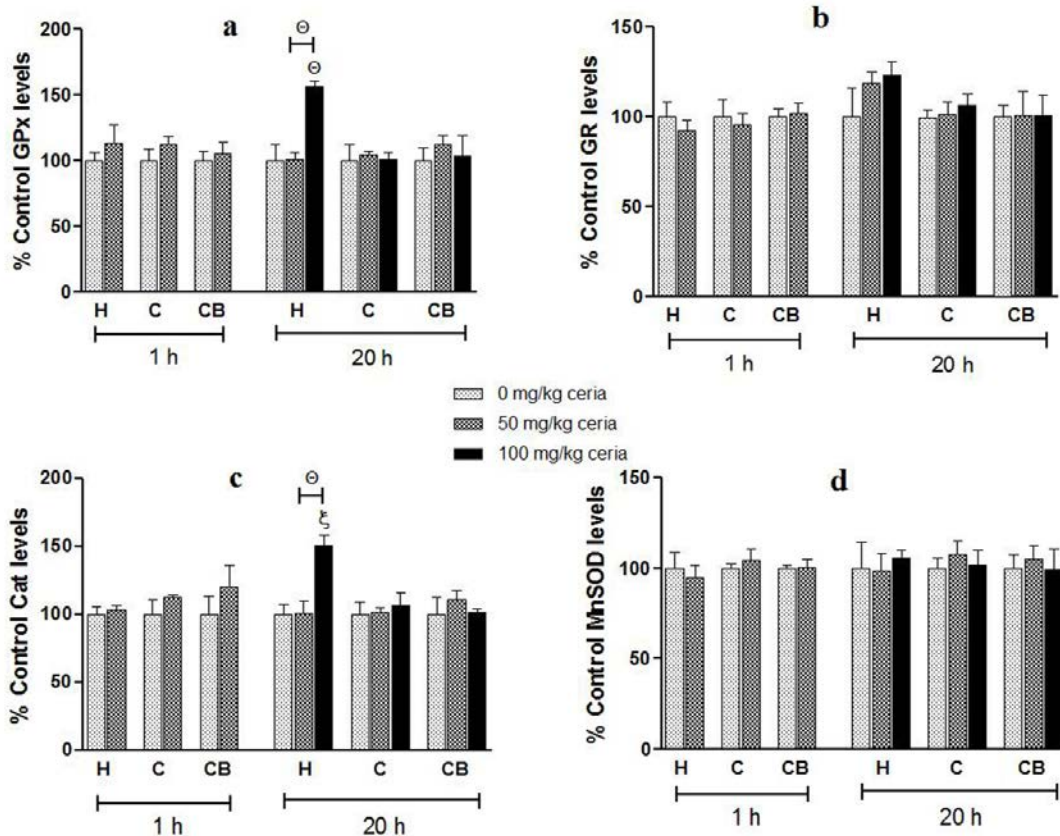 a
% Control GPx levels
200
150
100
50
0
Θ
Θ
H C CB H C CB
1 h 20 h
b
% Control GR levels
150
100
50
0
H C CB H C CB
1 h 20 h
0 mg/kg ceria
50 mg/kg ceria
100 mg/kg ceria
c
% Control Cat levels
200
150
100
50
0
Θ
ξ
H C CB H C CB
1 h 20 h
d
% Control MnSOD levels
150
100
50
0
H C CB H C CB
1 h 20 h